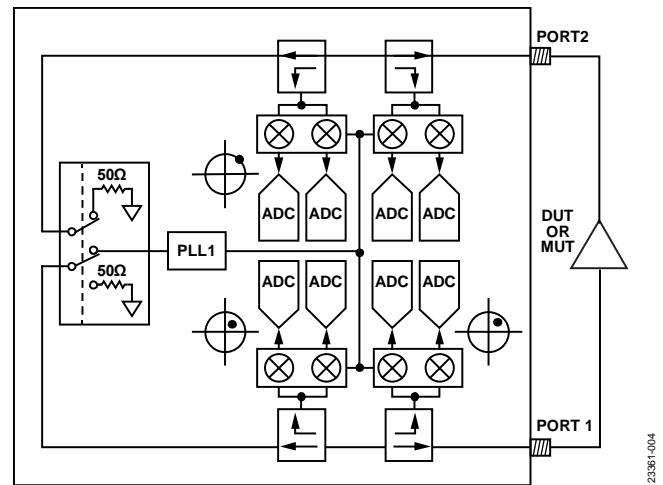 PORT2
50Ω
ADC ADC ADC ADC
DUT
OR
MUT
PLL1
50Ω
ADC ADC ADC ADC
PORT 1
23361-004